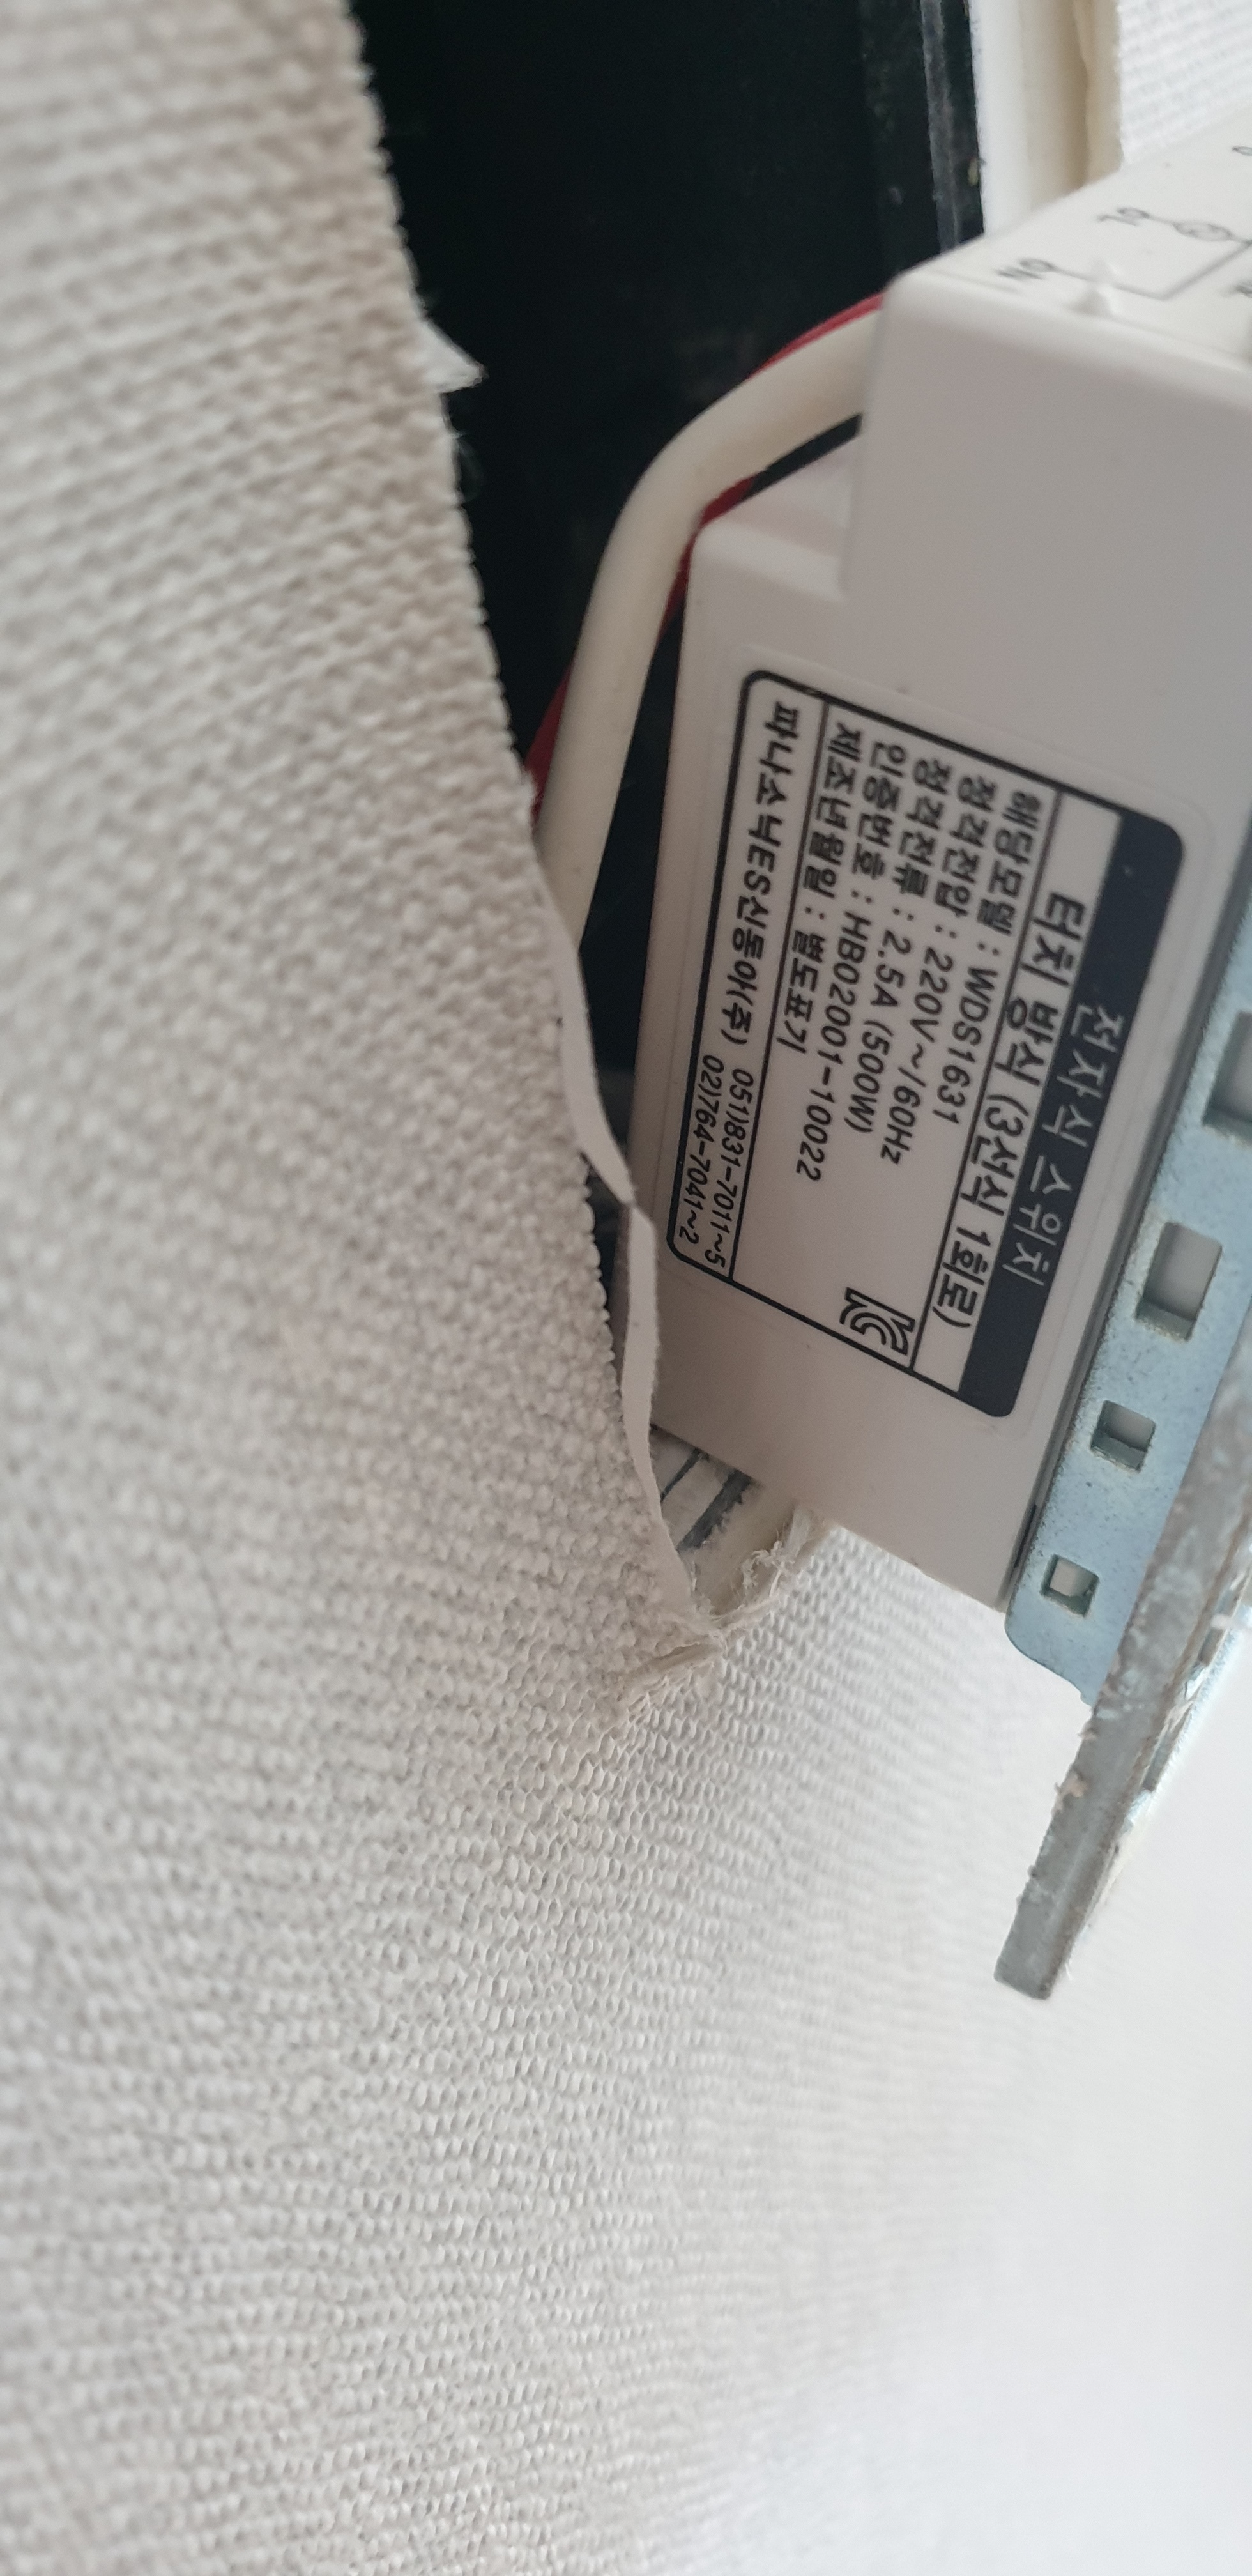 전자식 스위치
터치 방식 (3선식 1회로)
해당모델 : WDS1631
정격전압 : 220V~/60Hz
정격전류 : 2.5A (500W)
인증번호 : HB02001-10022
제조년월일 : 별도표기
파나소닉ES신동아(주) 051)831-7011~5
02)764-7041~2